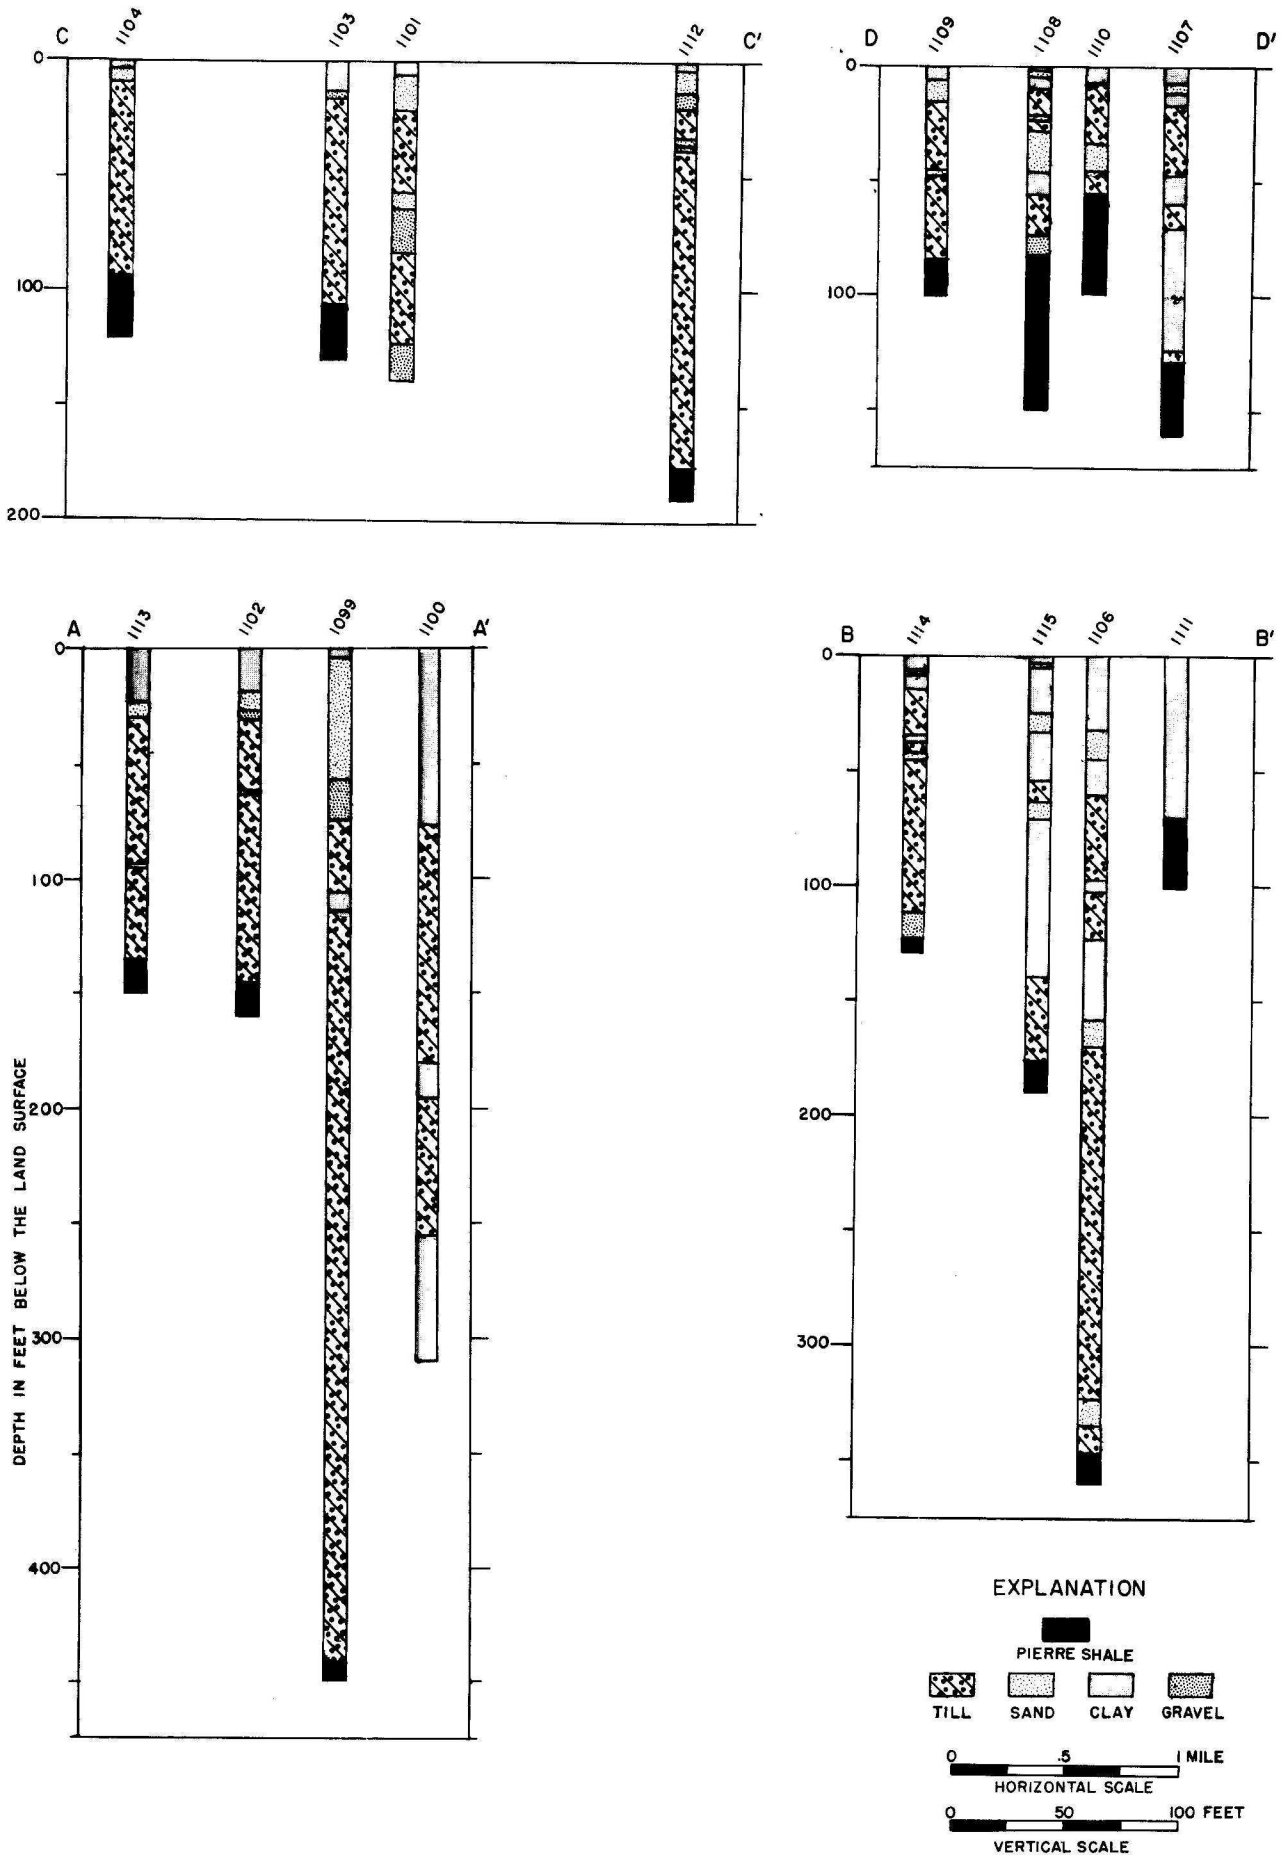 C 1104 1103 1101 1112 C'
0
100
200
D 1109 1108 1110 1107 D'
0
100
A 1113 1102 1099 1100 A'
0
100
200
300
400
DEPTH IN FEET BELOW THE LAND SURFACE
B 1114 1115 1106 1111 B'
0
100
200
300
EXPLANATION
PIERRE SHALE
TILL SAND CLAY GRAVEL
0 .5 1 MILE
HORIZONTAL SCALE
0 50 100 FEET
VERTICAL SCALE